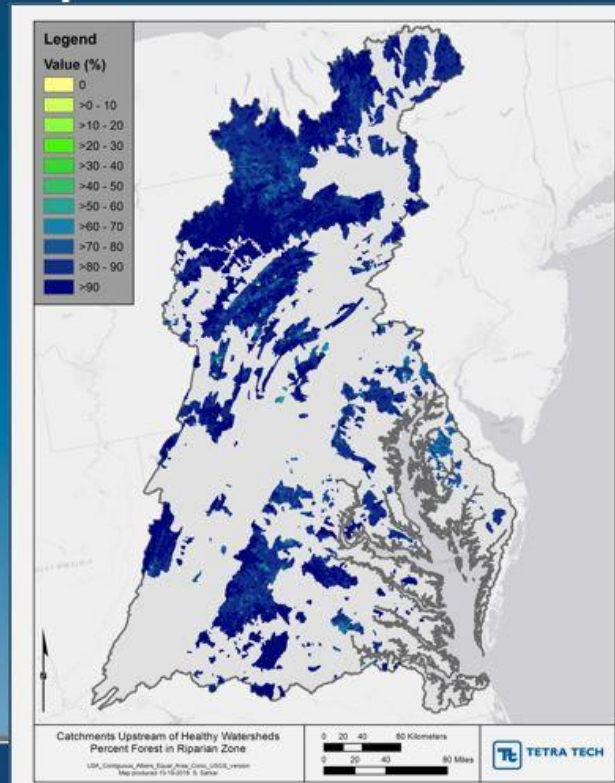 Legend
Value (%)
0
>0 - 10
>10 - 20
>20 - 30
>30 - 40
>40 - 50
>50 - 60
>60 - 70
>70 - 80
>80 - 90
>90
Catchments Upstream of Healthy Watersheds
Percent Forest in Riparian Zone
0 20 40 60 Kilometers
0 20 40 80 Miles
TETRA TECH